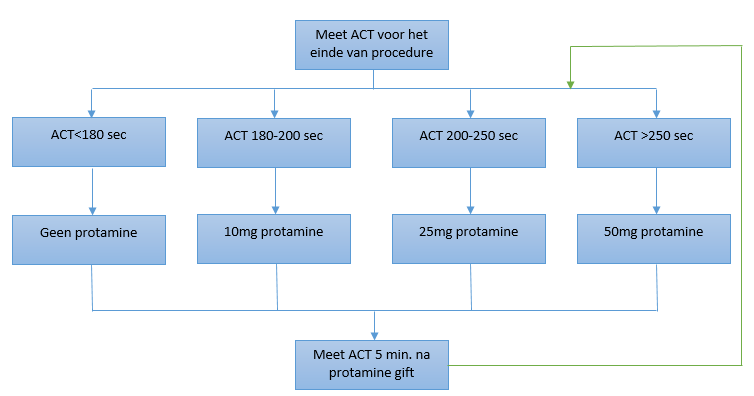 Meet ACT voor het
einde van procedure
ACT<180 sec
ACT 180-200 sec
ACT 200-250 sec
ACT >250 sec
Geen protamine
10mg protamine
25mg protamine
50mg protamine
Meet ACT 5 min. na
protamine gift